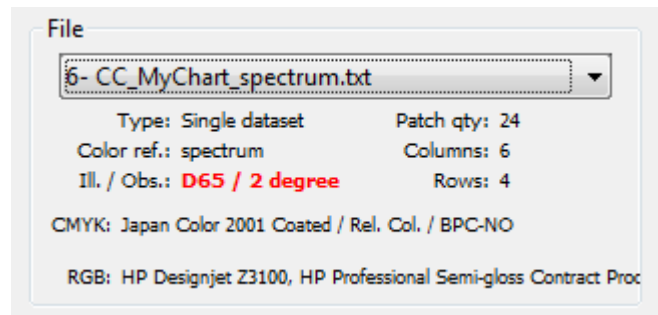 File
6- CC_MyChart_spectrum.txt
Type: Single dataset Patch qty: 24
Color ref.: spectrum Columns: 6
Ill. / Obs.: D65 / 2 degree Rows: 4
CMYK: Japan Color 2001 Coated / Rel. Col. / BPC-NO
RGB: HP Designjet Z3100, HP Professional Semi-gloss Contract Proc